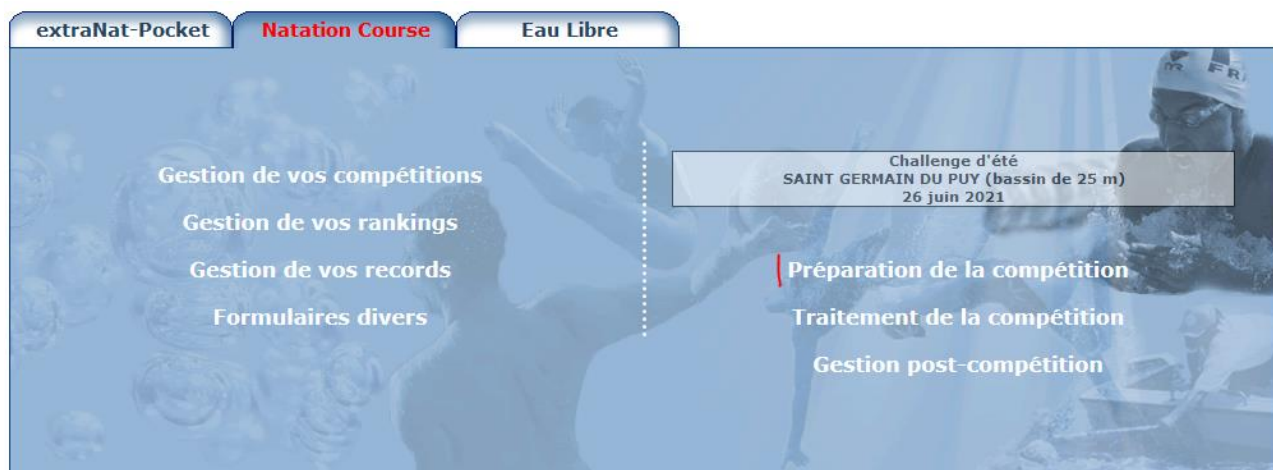 extraNat-Pocket
Natation Course
Eau Libre
Gestion de vos compétitions
Gestion de vos rankings
Gestion de vos records
Formulaires divers
Challenge d'été
SAINT GERMAIN DU PUY (bassin de 25 m)
26 juin 2021
Préparation de la compétition
Traitement de la compétition
Gestion post-compétition
FR